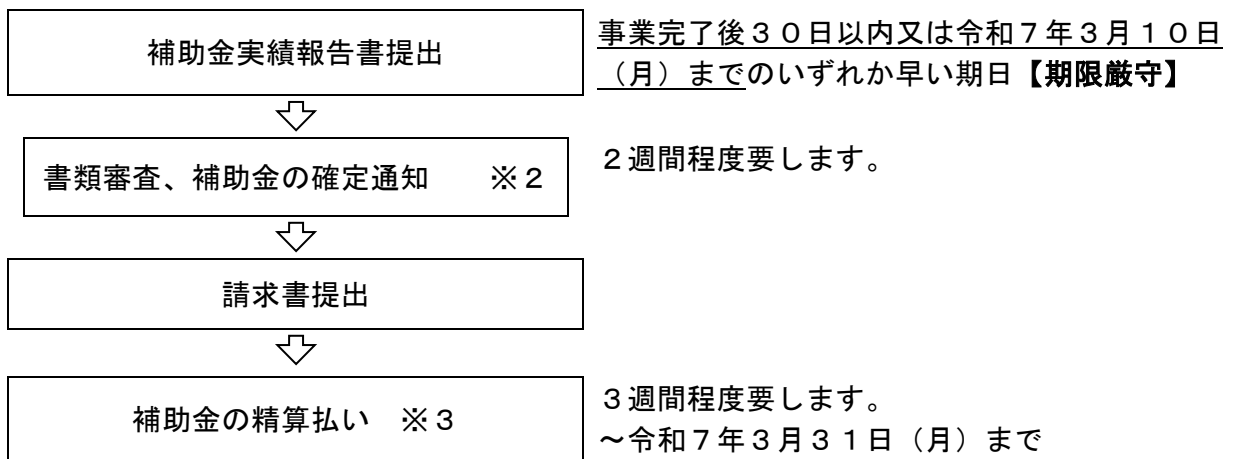 補助金実績報告書提出
事業完了後３０日以内又は令和７年３月１０日
（月）までのいずれか早い期日【期限厳守】
書類審査、補助金の確定通知　　※２
２週間程度要します。
請求書提出
補助金の精算払い　※３
３週間程度要します。
～令和７年３月３１日（月）まで